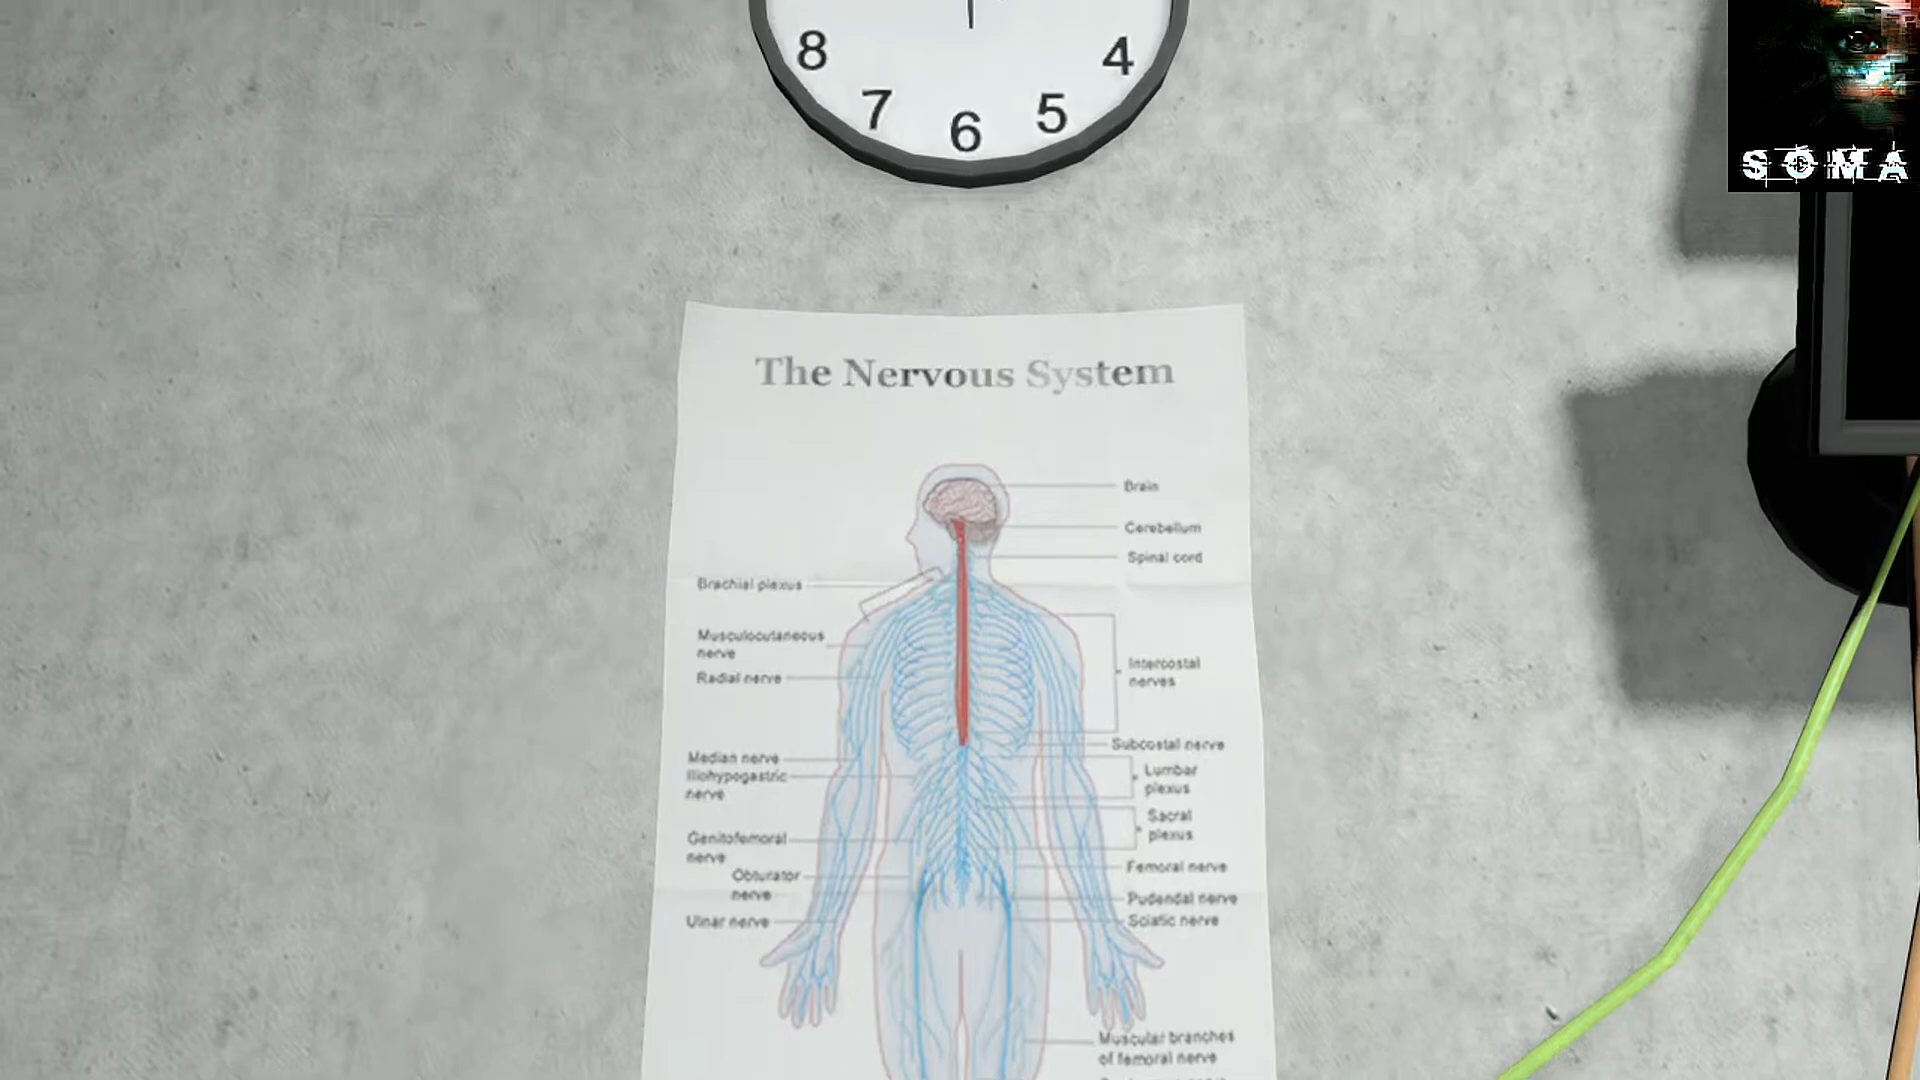 8
4
7
5
6
SOMA
The Nervous System
Brain
Cerebellum
Spinal cord
Brachial plexus
Musculocutaneous
nerve
Radial nerve
Intercostal
nerves
Median nerve
Iliohypogastric
nerve
Subcostal nerve
Lumbar
plexus
Sacral
plexus
Genitofemoral
nerve
Obturator
nerve
Ulnar nerve
Femoral nerve
Pudendal nerve
Sciatic nerve
Muscular branches
of femoral nerve